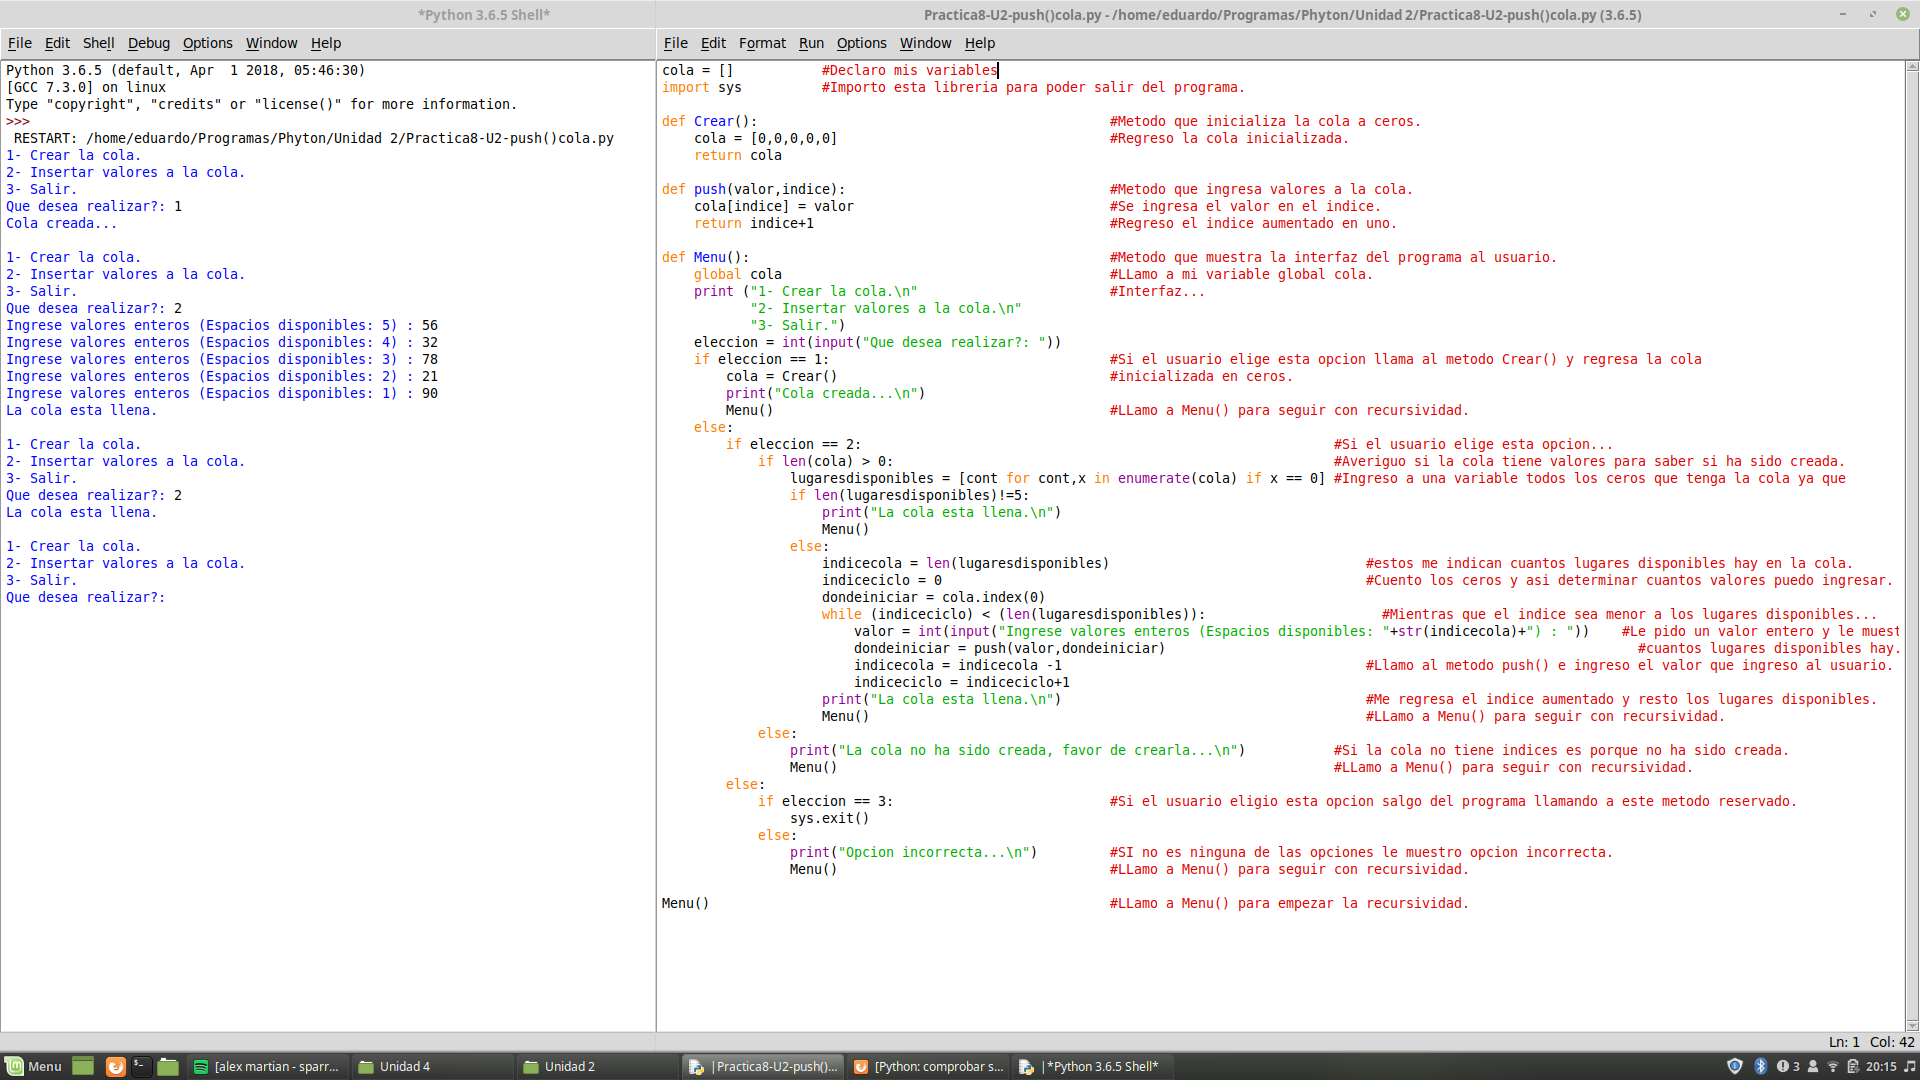 *Python 3.6.5 Shell*
File Edit Shell Debug Options Window Help
Python 3.6.5 (default, Apr  1 2018, 05:46:30)
[GCC 7.3.0] on linux
Type "copyright", "credits" or "license()" for more information.
>>>
 RESTART: /home/eduardo/Programas/Phyton/Unidad 2/Practica8-U2-push()cola.py
1- Crear la cola.
2- Insertar valores a la cola.
3- Salir.
Que desea realizar?: 1
Cola creada...

1- Crear la cola.
2- Insertar valores a la cola.
3- Salir.
Que desea realizar?: 2
Ingrese valores enteros (Espacios disponibles: 5) : 56
Ingrese valores enteros (Espacios disponibles: 4) : 32
Ingrese valores enteros (Espacios disponibles: 3) : 78
Ingrese valores enteros (Espacios disponibles: 2) : 21
Ingrese valores enteros (Espacios disponibles: 1) : 90
La cola esta llena.

1- Crear la cola.
2- Insertar valores a la cola.
3- Salir.
Que desea realizar?: 2
La cola esta llena.

1- Crear la cola.
2- Insertar valores a la cola.
3- Salir.
Que desea realizar?:
Practica8-U2-push()cola.py - /home/eduardo/Programas/Phyton/Unidad 2/Practica8-U2-push()cola.py (3.6.5)
File Edit Format Run Options Window Help
cola = []           #Declaro mis variables
import sys          #Importo esta libreria para poder salir del programa.

def Crear():                                            #Metodo que inicializa la cola a ceros.
    cola = [0,0,0,0,0]                                  #Regreso la cola inicializada.
    return cola

def push(valor,indice):                                 #Metodo que ingresa valores a la cola.
    cola[indice] = valor                                #Se ingresa el valor en el indice.
    return indice+1                                     #Regreso el indice aumentado en uno.

def Menu():                                             #Metodo que muestra la interfaz del programa al usuario.
    global cola                                         #LLamo a mi variable global cola.
    print ("1- Crear la cola.\n"                        #Interfaz...
           "2- Insertar valores a la cola.\n"
           "3- Salir.")
    eleccion = int(input("Que desea realizar?: "))
    if eleccion == 1:                                   #Si el usuario elige esta opcion llama al metodo Crear() y regresa la cola
        cola = Crear()                                  #inicializada en ceros.
        print("Cola creada...\n")
        Menu()                                          #LLamo a Menu() para seguir con recursividad.
    else:
        if eleccion == 2:                                                           #Si el usuario elige esta opcion...
            if len(cola) > 0:                                                       #Averiguo si la cola tiene valores para saber si ha sido creada.
                lugaresdisponibles = [cont for cont,x in enumerate(cola) if x == 0] #Ingreso a una variable todos los ceros que tenga la cola ya que
                if len(lugaresdisponibles)!=5:
                    print("La cola esta llena.\n")
                    Menu()
                else:
                    indicecola = len(lugaresdisponibles)                                #estos me indican cuantos lugares disponibles hay en la cola.
                    indiceciclo = 0                                                     #Cuento los ceros y asi determinar cuantos valores puedo ingresar.
                    dondeiniciar = cola.index(0)
                    while (indiceciclo) < (len(lugaresdisponibles)):                      #Mientras que el indice sea menor a los lugares disponibles...
                        valor = int(input("Ingrese valores enteros (Espacios disponibles: "+str(indicecola)+") : "))    #Le pido un valor entero y le muest
                        dondeiniciar = push(valor,dondeiniciar)                                                           #cuantos lugares disponibles hay.
                        indicecola = indicecola -1                                      #Llamo al metodo push() e ingreso el valor que ingreso al usuario.
                        indiceciclo = indiceciclo+1
                    print("La cola esta llena.\n")                                      #Me regresa el indice aumentado y resto los lugares disponibles.
                    Menu()                                                              #LLamo a Menu() para seguir con recursividad.
            else:
                print("La cola no ha sido creada, favor de crearla...\n")           #Si la cola no tiene indices es porque no ha sido creada.
                Menu()                                                              #LLamo a Menu() para seguir con recursividad.
        else:
            if eleccion == 3:                           #Si el usuario eligio esta opcion salgo del programa llamando a este metodo reservado.
                sys.exit()
            else:
                print("Opcion incorrecta...\n")         #SI no es ninguna de las opciones le muestro opcion incorrecta.
                Menu()                                  #LLamo a Menu() para seguir con recursividad.

Menu()                                                  #LLamo a Menu() para empezar la recursividad.
Ln: 1 Col: 42
Menu [alex martian - sparr... Unidad 4 Unidad 2 |Practica8-U2-push()... [Python: comprobar s... |*Python 3.6.5 Shell* 3 20:15